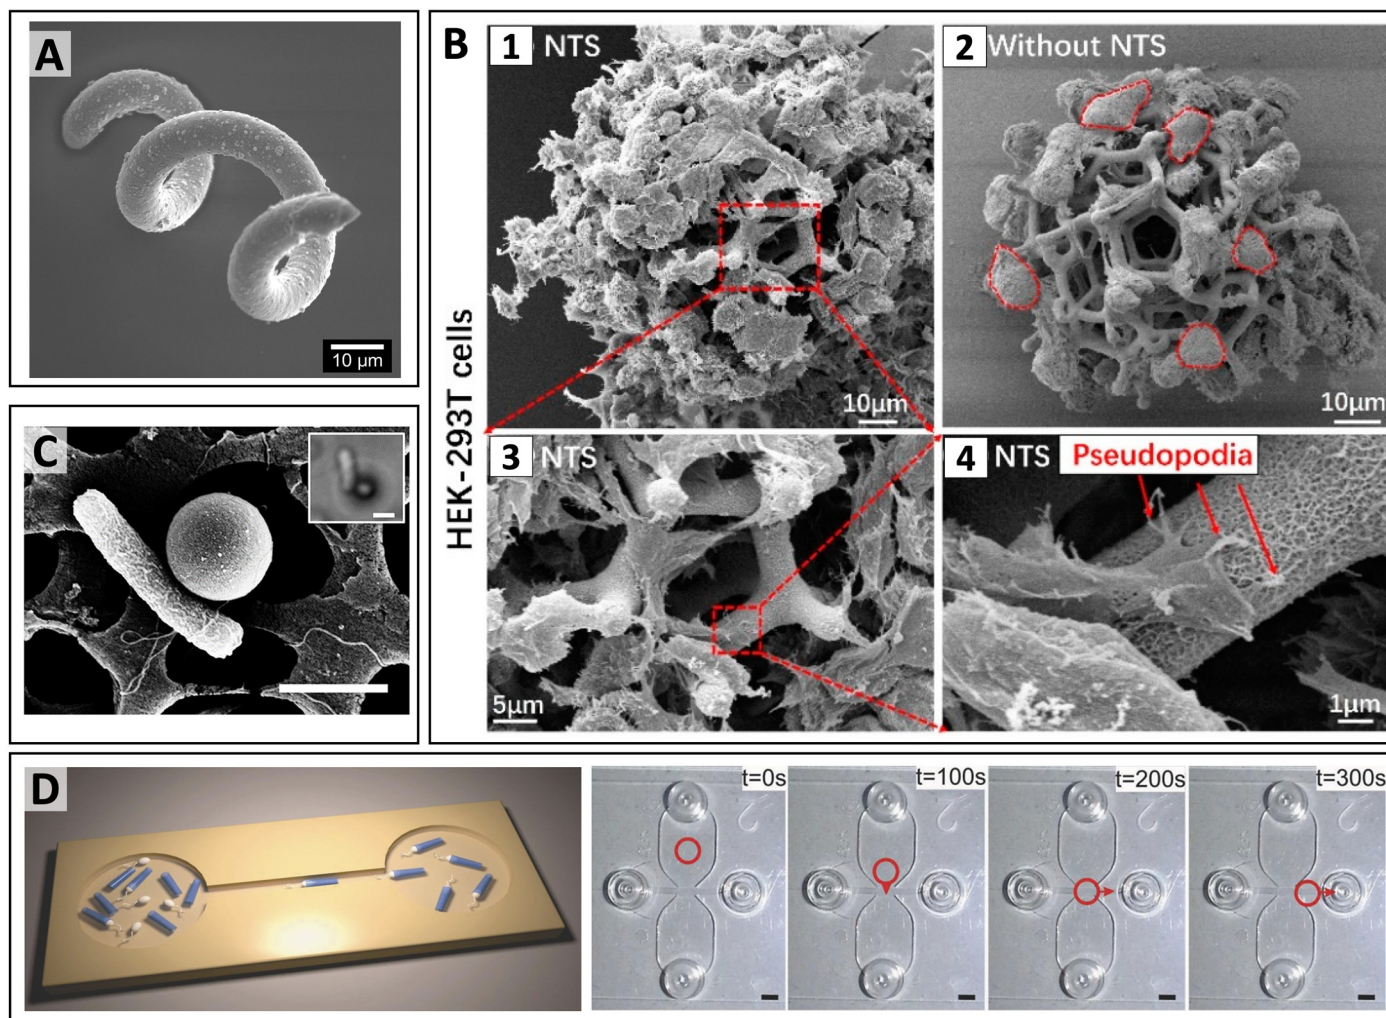 A
10 μm
B
HEK-293T cells
1 NTS
10μm
2 Without NTS
10μm
3 NTS
5μm
4 NTS
Pseudopodia
1μm
C
D
t=0s
t=100s
t=200s
t=300s